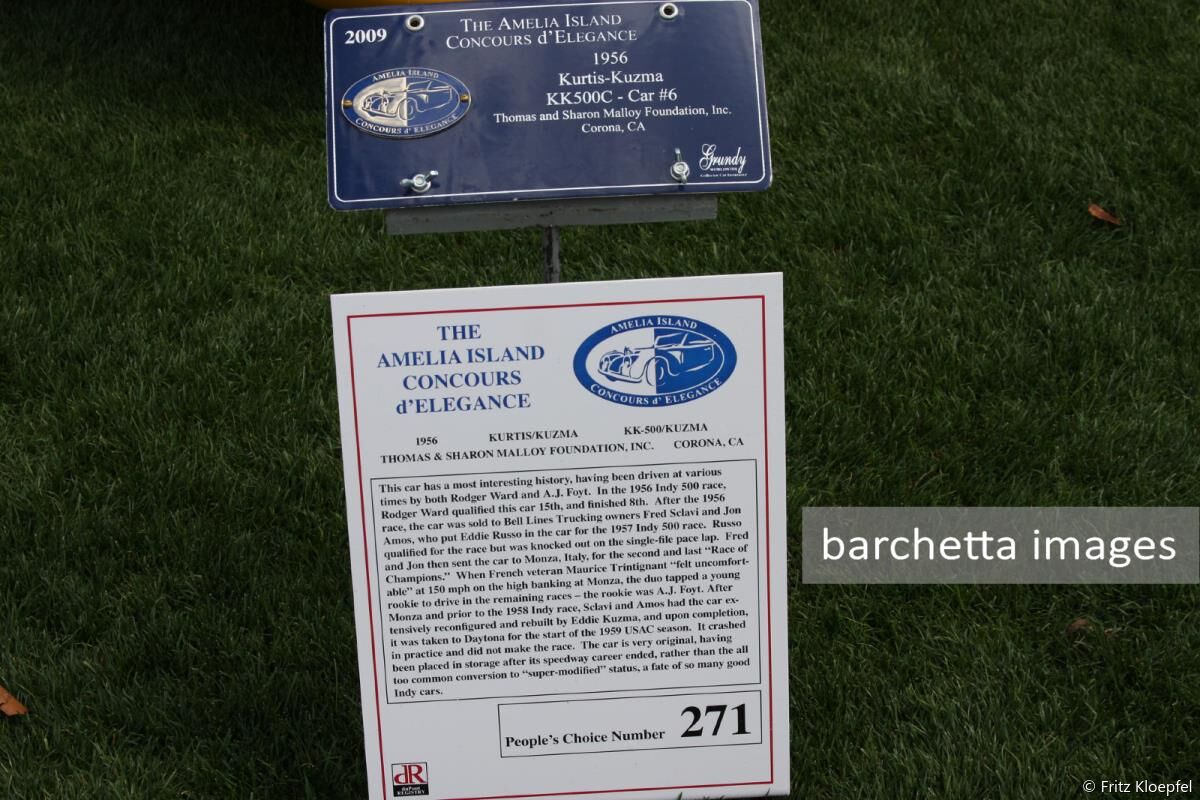 2009
THE AMELIA ISLAND
CONCOURS d'ELEGANCE
1956
Kurtis-Kuzma
KK500C - Car #6
Thomas and Sharon Malloy Foundation, Inc.
Corona, CA
AMELIA ISLAND
CONCOURS d' ELEGANCE
Grundy
THE
AMELIA ISLAND
CONCOURS
d'ELEGANCE
AMELIA ISLAND
CONCOURS d' ELEGANCE
1956 KURTIS/KUZMA KK-500/KUZMA
THOMAS & SHARON MALLOY FOUNDATION, INC. CORONA, CA
This car has a most interesting history, having been driven at various
times by both Rodger Ward and A.J. Foyt. In the 1956 Indy 500 race,
Rodger Ward qualified this car 15th, and finished 8th. After the 1956
race, the car was sold to Bell Lines Trucking owners Fred Sclavi and Jon
Amos, who put Eddie Russo in the car for the 1957 Indy 500 race. Russo
qualified for the race but was knocked out on the single-file pace lap. Fred
and Jon then sent the car to Monza, Italy, for the second and last "Race of
Champions." When French veteran Maurice Trintignant "felt uncomfort-
able" at 150 mph on the high banking at Monza, the duo tapped a young
rookie to drive in the remaining races – the rookie was A.J. Foyt. After
Monza and prior to the 1958 Indy race, Sclavi and Amos had the car ex-
tensively reconfigured and rebuilt by Eddie Kuzma, and upon completion,
it was taken to Daytona for the start of the 1959 USAC season. It crashed
in practice and did not make the race. The car is very original, having
been placed in storage after its speedway career ended, rather than the all
too common conversion to "super-modified" status, a fate of so many good
Indy cars.
People's Choice Number 271
dR
duPont
REGISTRY
barchetta images
© Fritz Kloepfel